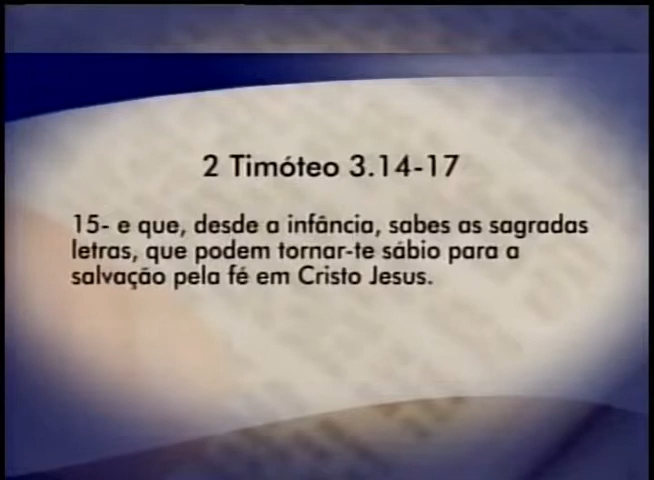 2 Timóteo 3.14-17
15- e que, desde a infância, sabes as sagradas
letras, que podem tornar-te sábio para a
salvação pela fé em Cristo Jesus.